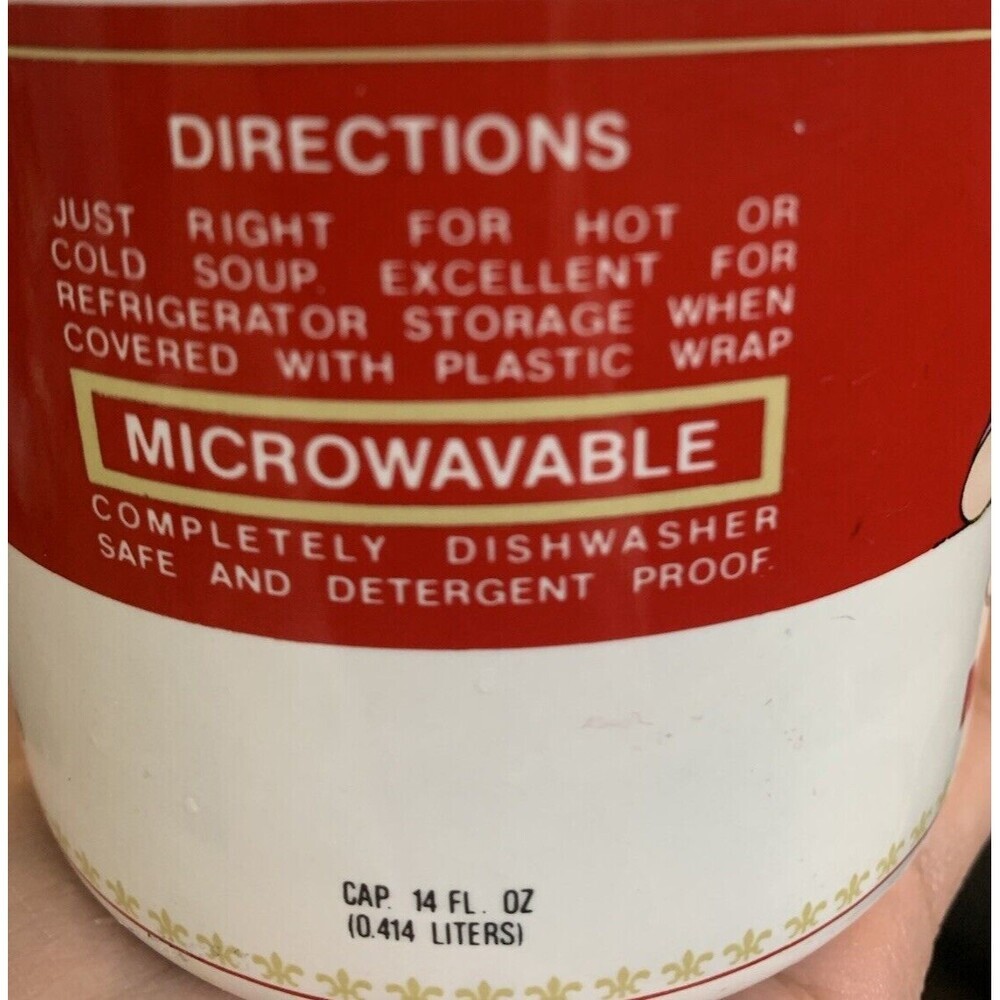 DIRECTIONS
JUST RIGHT FOR HOT OR
COLD SOUP. EXCELLENT FOR
REFRIGERATOR STORAGE WHEN
COVERED WITH PLASTIC WRAP
MICROWAVABLE
COMPLETELY DISHWASHER
SAFE AND DETERGENT PROOF.
CAP. 14 FL. OZ
(0.414 LITERS)